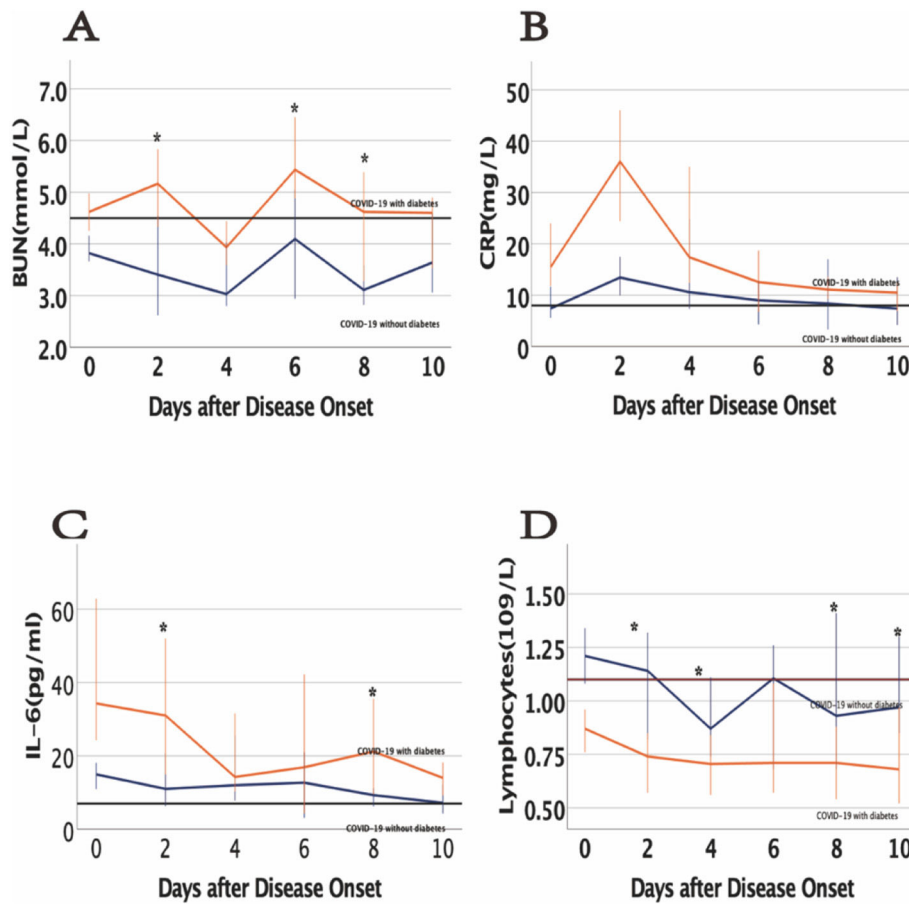 A
BUN(mmol/L)
7.0
*
*
6.0
*
5.0
COVID-19 with diabetes
4.0
3.0
COVID-19 without diabetes
2.0
0 2 4 6 8 10
Days after Disease Onset
B
CRP(mg/L)
50
40
30
20
COVID-19 with diabetes
10
COVID-19 without diabetes
0
0 2 4 6 8 10
Days after Disease Onset
C
IL-6(pg/ml)
60
*
40
*
20
COVID-19 with diabetes
0
COVID-19 without diabetes
0 2 4 6 8 10
Days after Disease Onset
D
Lymphocytes(109/L)
1.50
*
*
*
1.25
*
1.00
COVID-19 without diabetes
0.75
0.50
COVID-19 with diabetes
0 2 4 6 8 10
Days after Disease Onset